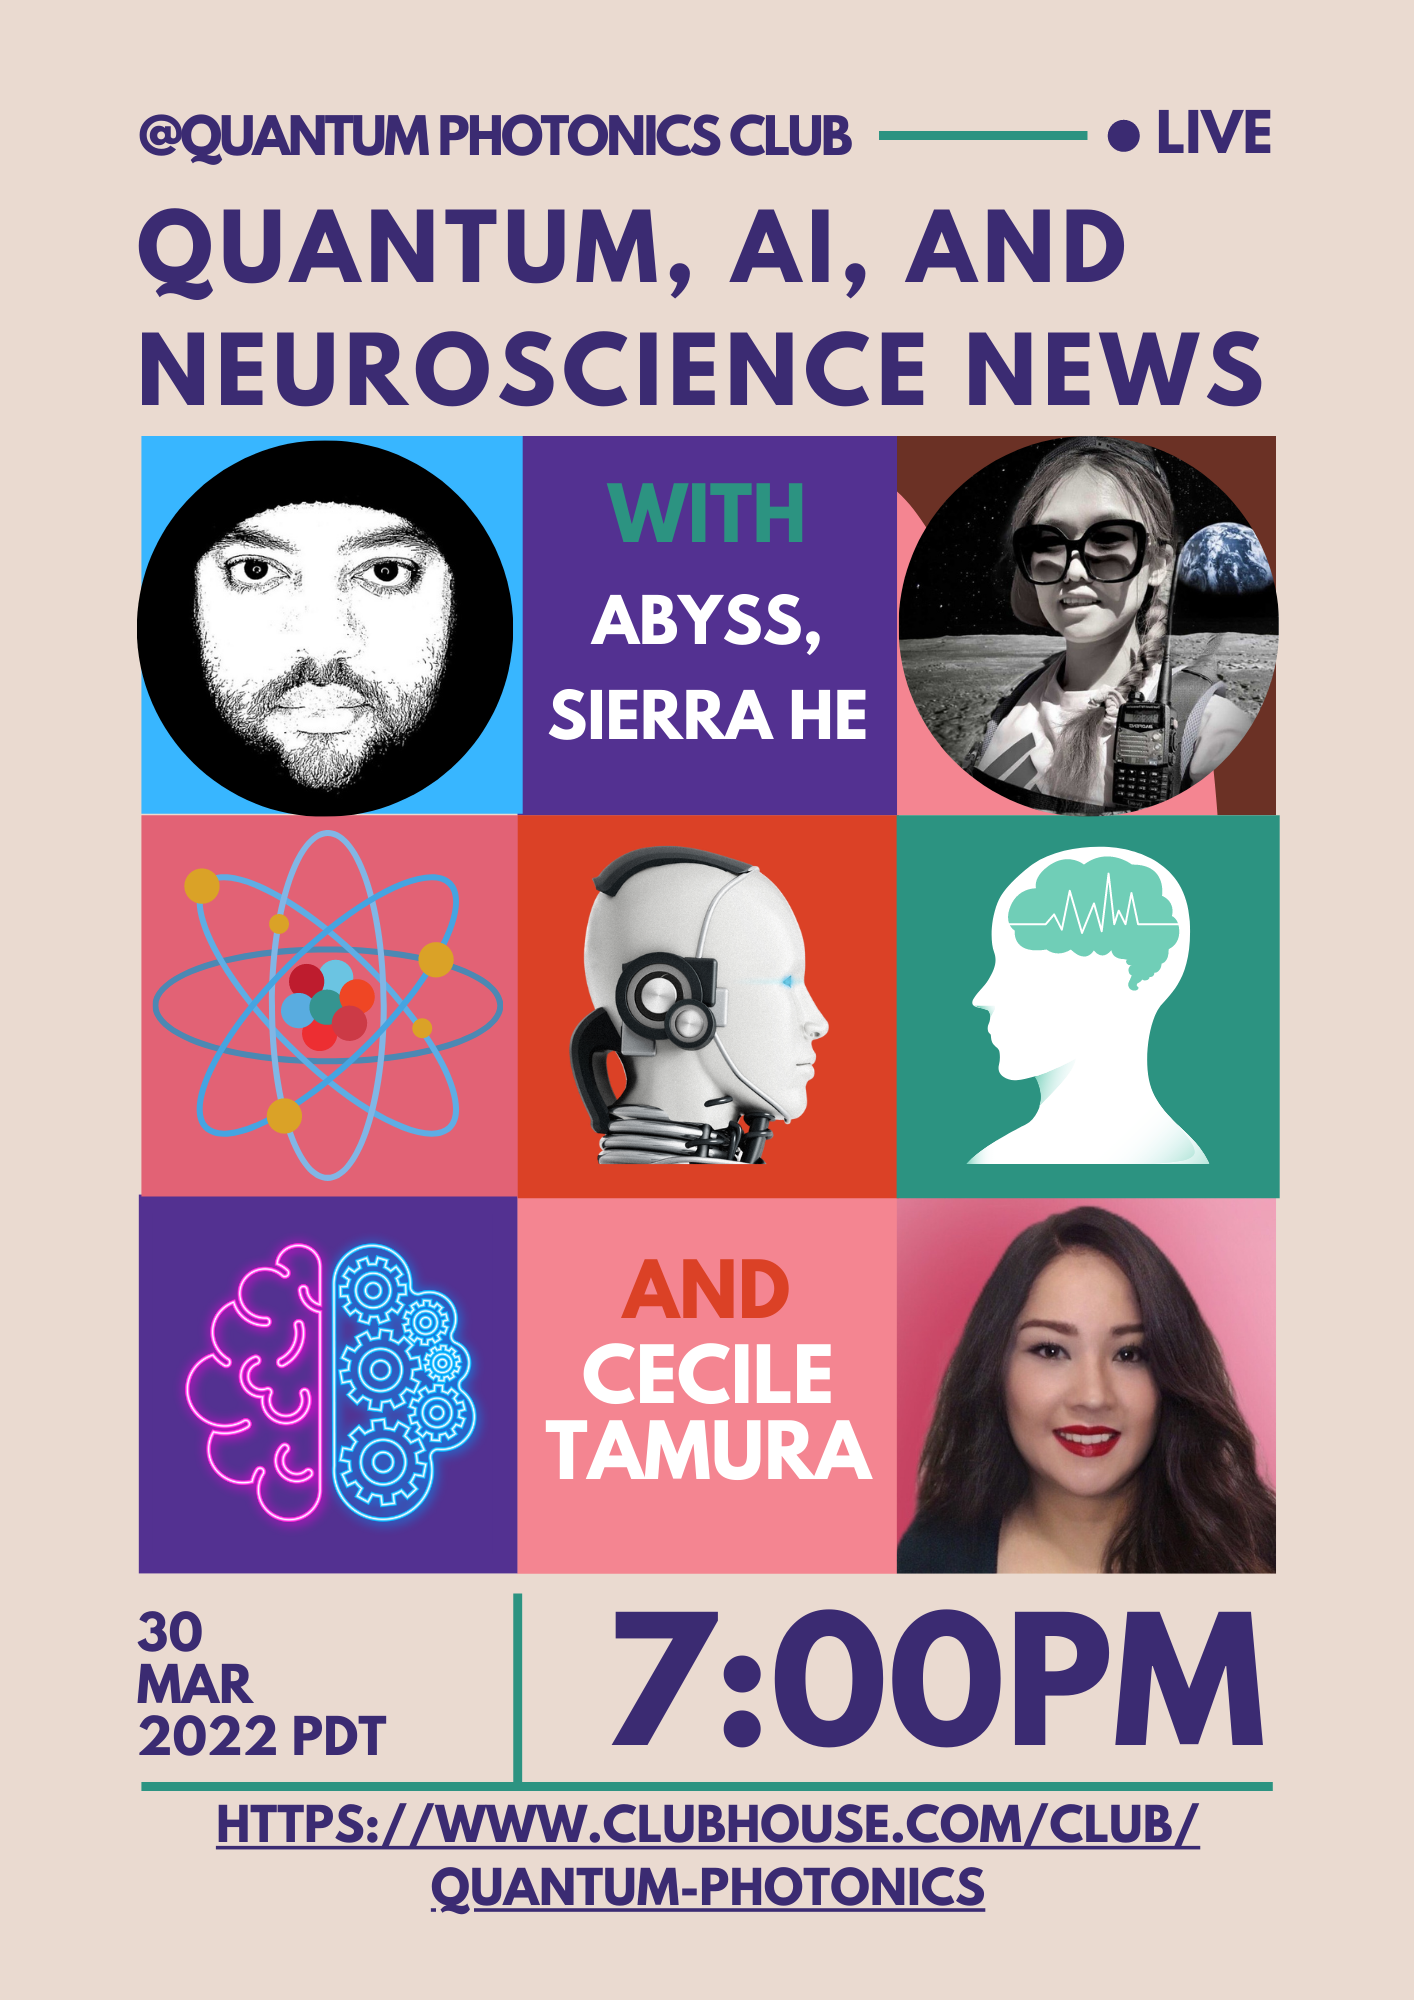 @QUANTUM PHOTONICS CLUB
LIVE
QUANTUM, AI, AND
NEUROSCIENCE NEWS
WITH
ABYSS,
SIERRA HE
AND
CECILE
TAMURA
30
MAR
2022 PDT
7:00PM
HTTPS://WWW.CLUBHOUSE.COM/CLUB/
QUANTUM-PHOTONICS